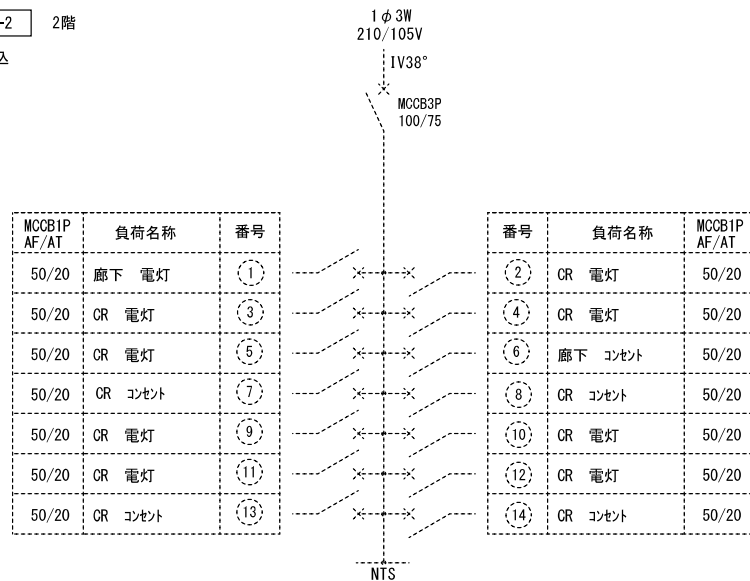 -2 2階
込
1φ3W
210/105V
IV38°
MCCB3P
100/75
MCCB1P
AF/AT 負荷名称 番号
50/20 廊下 電灯 1
50/20 CR 電灯 3
50/20 CR 電灯 5
50/20 CR コンセント 7
50/20 CR 電灯 9
50/20 CR 電灯 11
50/20 CR コンセント 13
番号 負荷名称 MCCB1P
AF/AT
2 CR 電灯 50/20
4 CR 電灯 50/20
6 廊下 コンセント 50/20
8 CR コンセント 50/20
10 CR 電灯 50/20
12 CR 電灯 50/20
14 CR コンセント 50/20
NTS